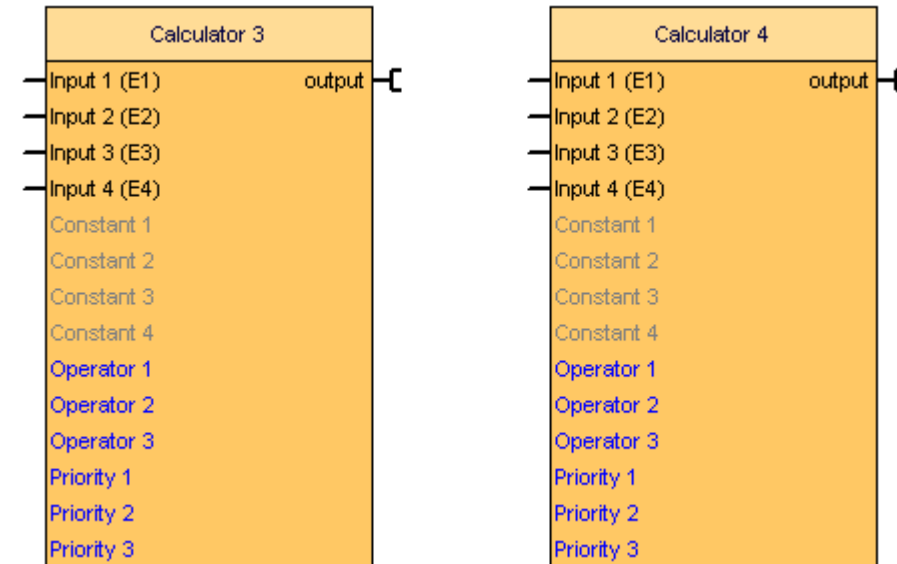 Calculator 3
Input 1 (E1) output
Input 2 (E2)
Input 3 (E3)
Input 4 (E4)
Constant 1
Constant 2
Constant 3
Constant 4
Operator 1
Operator 2
Operator 3
Priority 1
Priority 2
Priority 3
Calculator 4
Input 1 (E1) output
Input 2 (E2)
Input 3 (E3)
Input 4 (E4)
Constant 1
Constant 2
Constant 3
Constant 4
Operator 1
Operator 2
Operator 3
Priority 1
Priority 2
Priority 3